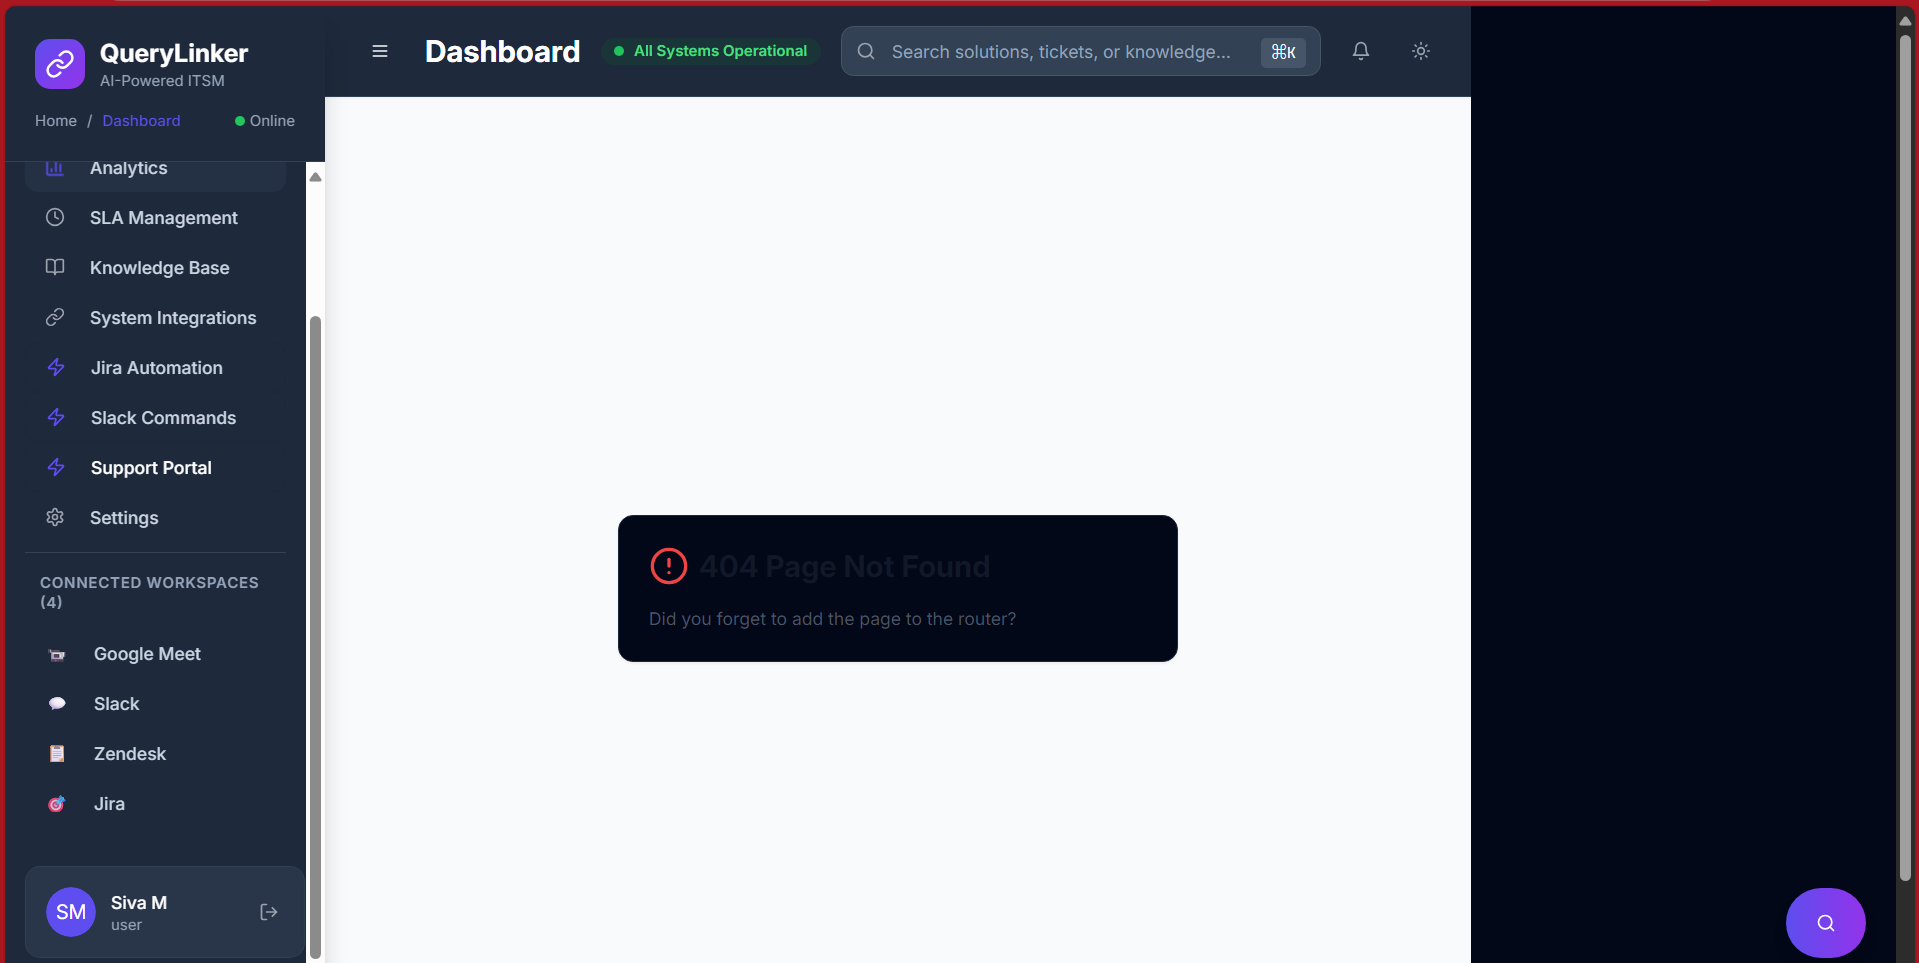 QueryLinker
AI-Powered ITSM
Home / Dashboard
Online
Dashboard
All Systems Operational
Search solutions, tickets, or knowledge...
⌘K
Analytics
SLA Management
Knowledge Base
System Integrations
Jira Automation
Slack Commands
Support Portal
Settings
CONNECTED WORKSPACES
(4)
Google Meet
Slack
Zendesk
Jira
SM
Siva M
user
404 Page Not Found
Did you forget to add the page to the router?